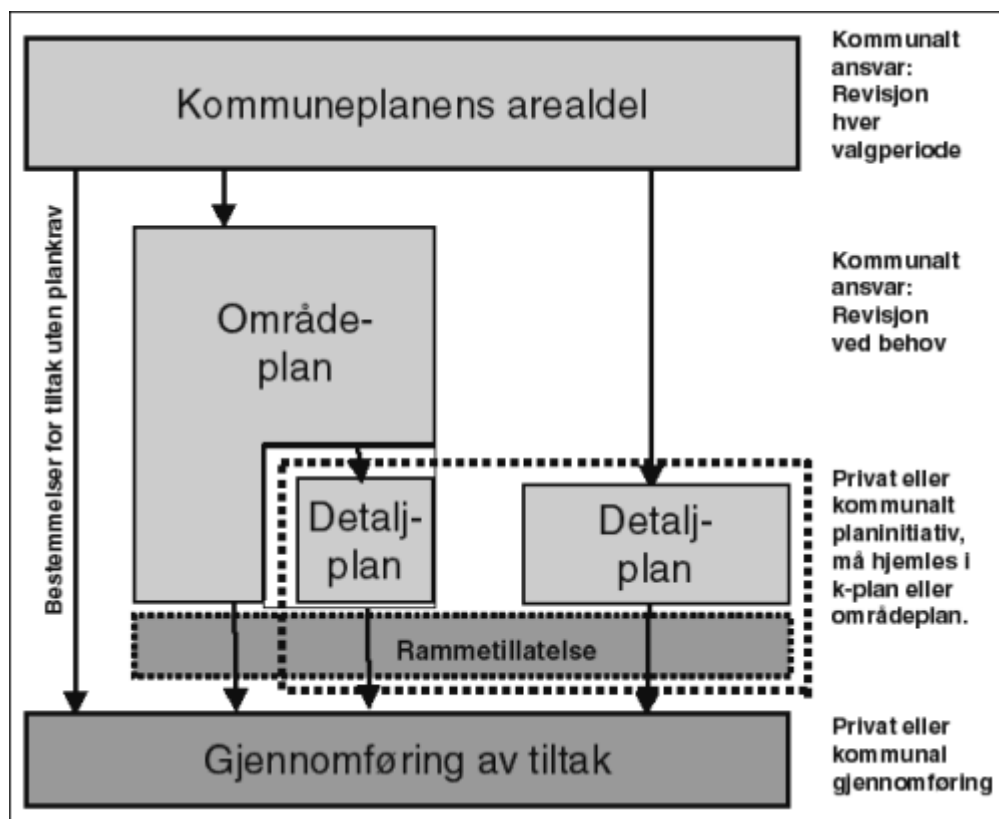 Kommuneplanens arealdel
Kommunalt
ansvar:
Revisjon
hver
valgperiode
Bestemmelser for tiltak uten plankrav
Område-
plan
Kommunalt
ansvar:
Revisjon
ved behov
Detalj-
plan
Detalj-
plan
Privat eller
kommunalt
planinitiativ,
må hjemles i
k-plan eller
områdeplan.
Rammetillatelse
Gjennomføring av tiltak
Privat eller
kommunal
gjennomføring